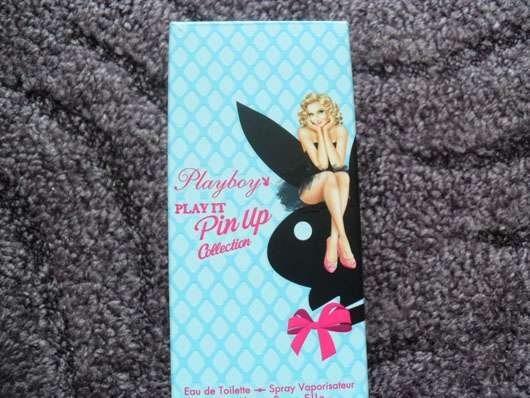 Playboy
PLAY IT
Pin Up
Collection
Eau de Toilette Spray Vaporisateur